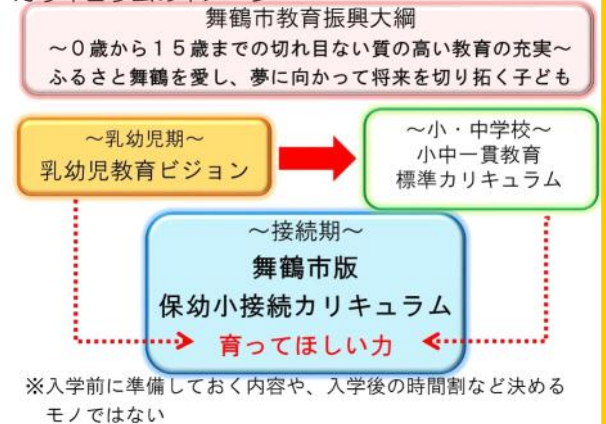 舞鶴市教育振興大綱
～０歳から１５歳までの切れ目ない質の高い教育の充実～
ふるさと舞鶴を愛し、夢に向かって将来を切り拓く子ども
～乳幼児期～
乳幼児教育ビジョン
～小・中学校～
小中一貫教育
標準カリキュラム
～接続期～
舞鶴市版
保幼小接続カリキュラム
育ってほしい力
※入学前に準備しておく内容や、入学後の時間割など決める
モノではない